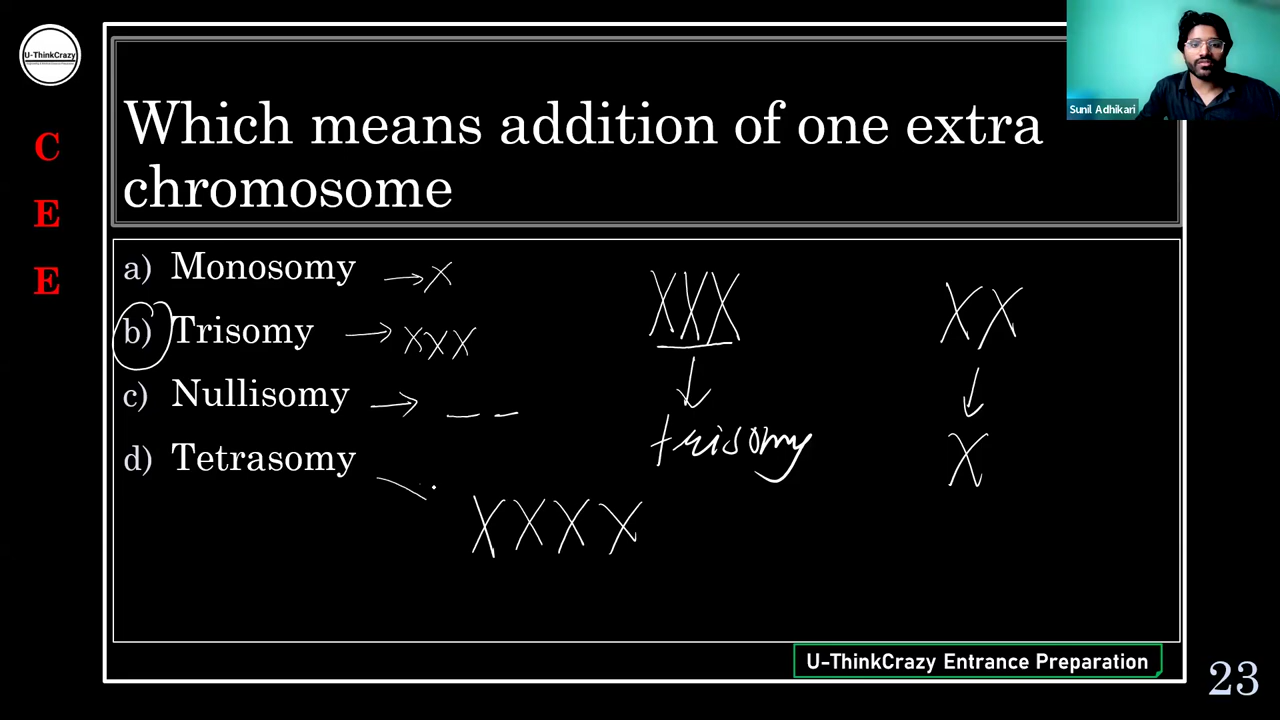 U-ThinkCrazy
Sunil Adhikari
C
E
E
Which means addition of one extra
chromosome
a) Monosomy → X
b) Trisomy → XXX
c) Nullisomy → _ _
d) Tetrasomy
XXXX
XXX
↓
trisomy
XX
↓
X
U-ThinkCrazy Entrance Preparation
23